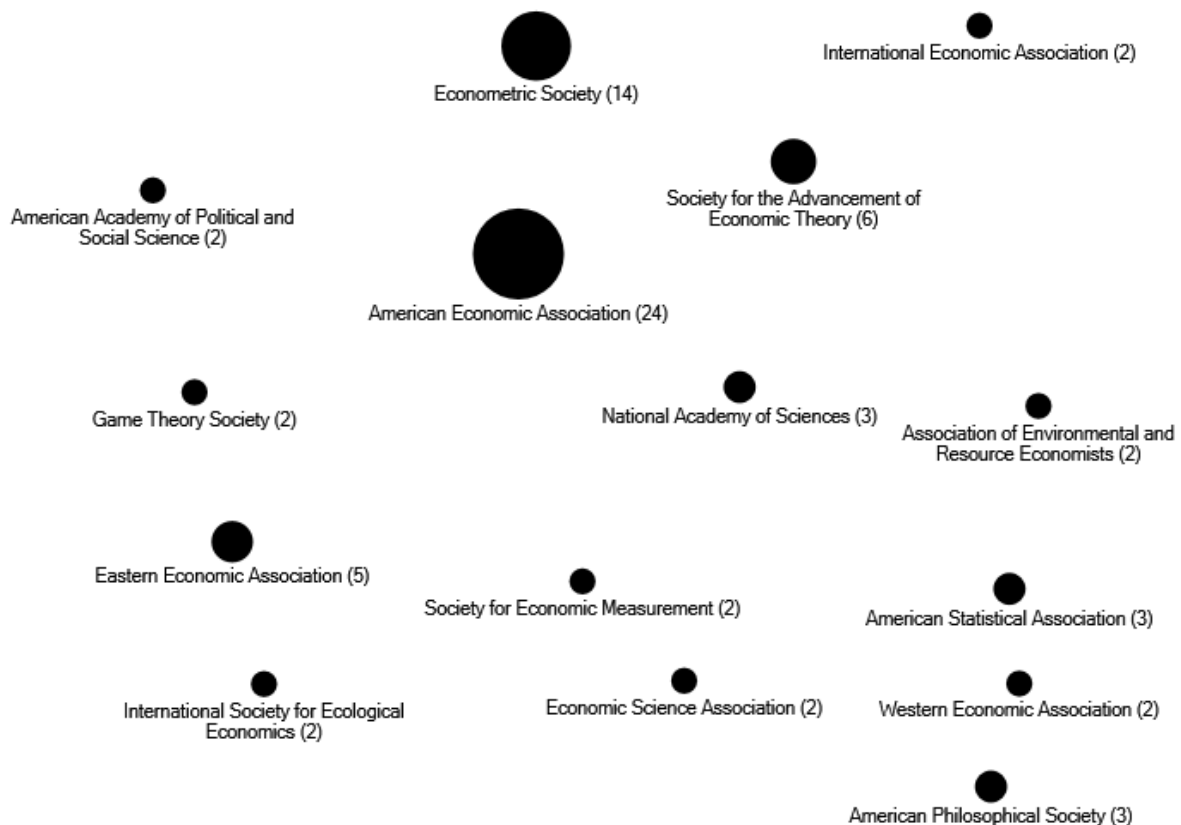 Econometric Society (14)
International Economic Association (2)
American Academy of Political and
Social Science (2)
Society for the Advancement of
Economic Theory (6)
American Economic Association (24)
Game Theory Society (2)
National Academy of Sciences (3)
Association of Environmental and
Resource Economists (2)
Eastern Economic Association (5)
Society for Economic Measurement (2)
American Statistical Association (3)
International Society for Ecological
Economics (2)
Economic Science Association (2)
Western Economic Association (2)
American Philosophical Society (3)